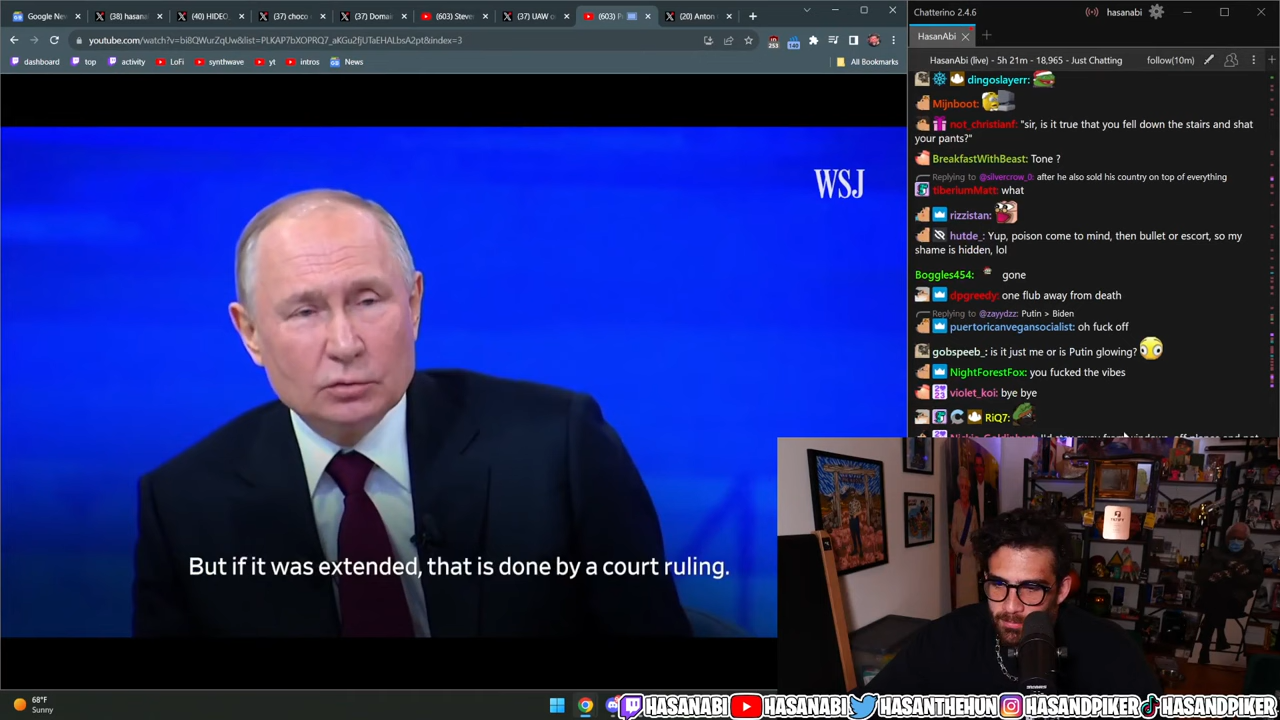 Google Nev
(38) hasana
(40) HIDEO_
(37) choco
(37) Domai
(603) Steve
(37) UAW o
(603) P
(20) Anton
youtube.com/watch?v=bi8QWurZqUw&list=PLKAP7bXOPRQ7_aKGu2fjUTaEHALbsA2pt&index=3
253
140
dashboard
top
activity
LoFi
synthwave
yt
intros
News
All Bookmarks
WSJ
But if it was extended, that is done by a court ruling.
Chatterino 2.4.6
hasanabi
HasanAbi
HasanAbi (live) - 5h 21m - 18,965 - Just Chatting
follow(10m)
dingoslayerr:
Mijnboot:
not_christianf: "sir, is it true that you fell down the stairs and shat
your pants?"
BreakfastWithBeast: Tone ?
Replying to @silvercrow_0: after he also sold his country on top of everything
tiberiumMatt: what
rizzistan:
hutde_: Yup, poison come to mind, then bullet or escort, so my
shame is hidden, lol
Boggles454: gone
dpgreedy: one flub away from death
Replying to @zayydzz: Putin > Biden
puertoricanvegansocialist: oh fuck off
gobspeeb_: is it just me or is Putin glowing?
NightForestFox: you fucked the vibes
violet_koi: bye bye
RiQ7:
68°F
Sunny
HASANABI
HASANABI
HASANTHEHUN
HASANDPIKER
HASANDPIKER